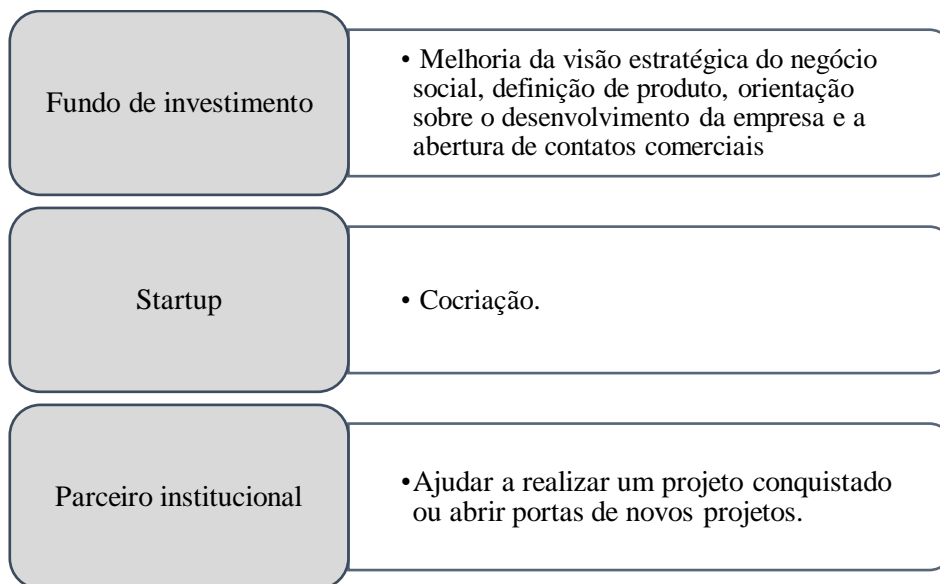 Fundo de investimento
• Melhoria da visão estratégica do negócio
social, definição de produto, orientação
sobre o desenvolvimento da empresa e a
abertura de contatos comerciais
Startup
• Cocriação.
Parceiro institucional
•Ajudar a realizar um projeto conquistado
ou abrir portas de novos projetos.